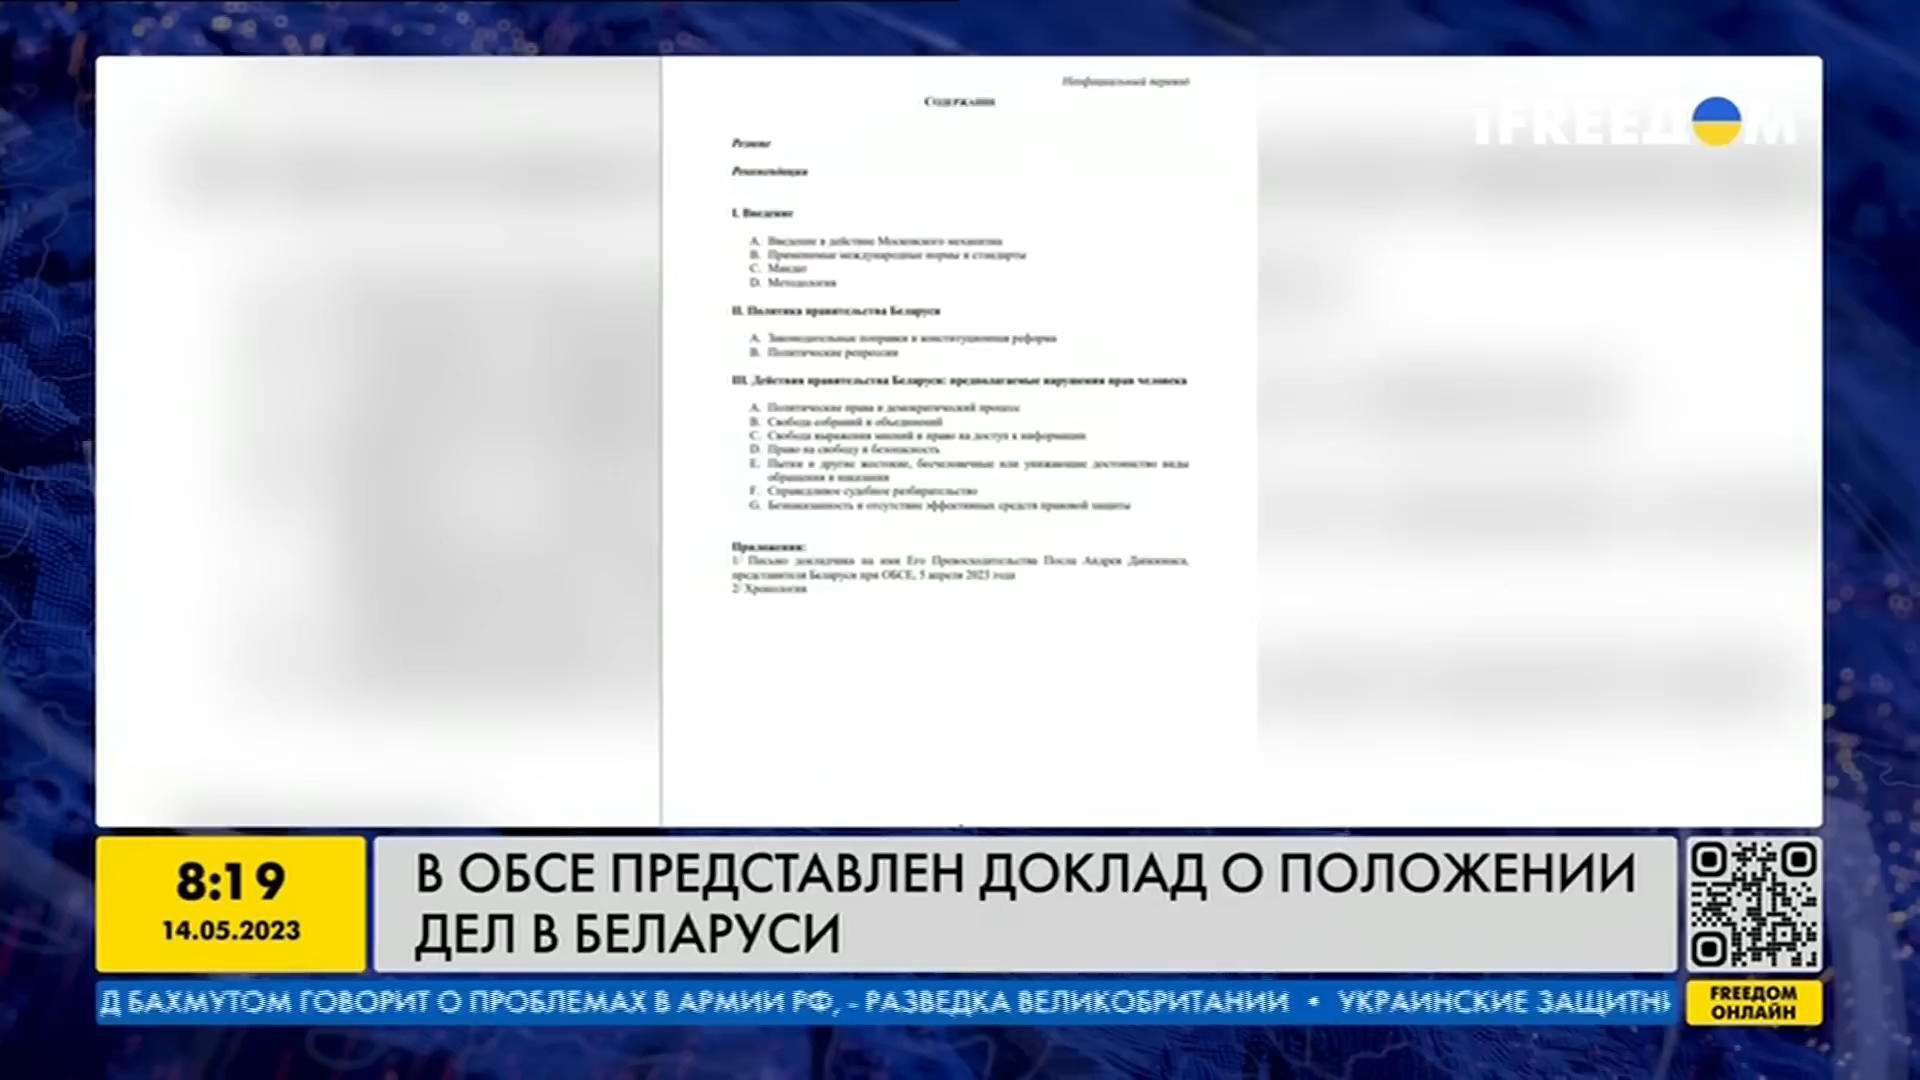 Неофициальный перевод
СОДЕРЖАНИЕ
iFREEДОМ
Резюме
Рекомендации
I. Введение
A. Введение в действие Московского механизма
B. Применимые международные нормы и стандарты
C. Мандат
D. Методология
II. Политика правительства Беларуси
A. Законодательные поправки и конституционная реформа
B. Политические репрессии
III. Действия правительства Беларуси: предполагаемые нарушения прав человека
A. Политические права и демократический процесс
B. Свобода собраний и объединений
C. Свобода выражения мнений и право на доступ к информации
D. Право на свободу и безопасность
E. Пытки и другие жестокие, бесчеловечные или унижающие достоинство виды
обращения и наказания
F. Справедливое судебное разбирательство
G. Безнаказанность и отсутствие эффективных средств правовой защиты
Приложения:
1/ Письмо докладчика на имя Его Превосходительства Посла Андрея
представителя Беларуси при ОБСЕ, 5 апреля 2023 года
2/ Хронология
8:19
14.05.2023
В ОБСЕ ПРЕДСТАВЛЕН ДОКЛАД О ПОЛОЖЕНИИ
ДЕЛ В БЕЛАРУСИ
Д БАХМУТОМ ГОВОРИТ О ПРОБЛЕМАХ В АРМИИ РФ, - РАЗВЕДКА ВЕЛИКОБРИТАНИИ • УКРАИНСКИЕ ЗАЩИТНИ
FREEДОМ
ОНЛАЙН